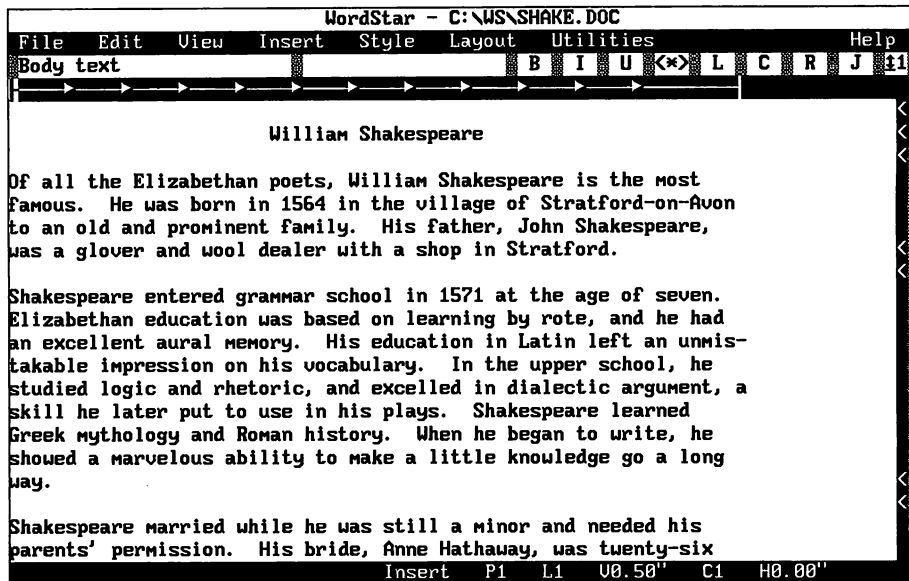 WordStar - C:\WS\SHAKE.DOC
File Edit View Insert Style Layout Utilities Help
Body text B I U <*> L C R J ‡1
William Shakespeare
Of all the Elizabethan poets, William Shakespeare is the most
famous. He was born in 1564 in the village of Stratford-on-Avon
to an old and prominent family. His father, John Shakespeare,
was a glover and wool dealer with a shop in Stratford.
Shakespeare entered grammar school in 1571 at the age of seven.
Elizabethan education was based on learning by rote, and he had
an excellent aural memory. His education in Latin left an unmis-
takable impression on his vocabulary. In the upper school, he
studied logic and rhetoric, and excelled in dialectic argument, a
skill he later put to use in his plays. Shakespeare learned
Greek mythology and Roman history. When he began to write, he
showed a marvelous ability to make a little knowledge go a long
way.
Shakespeare married while he was still a minor and needed his
parents' permission. His bride, Anne Hathaway, was twenty-six
Insert P1 L1 V0.50" C1 H0.00"